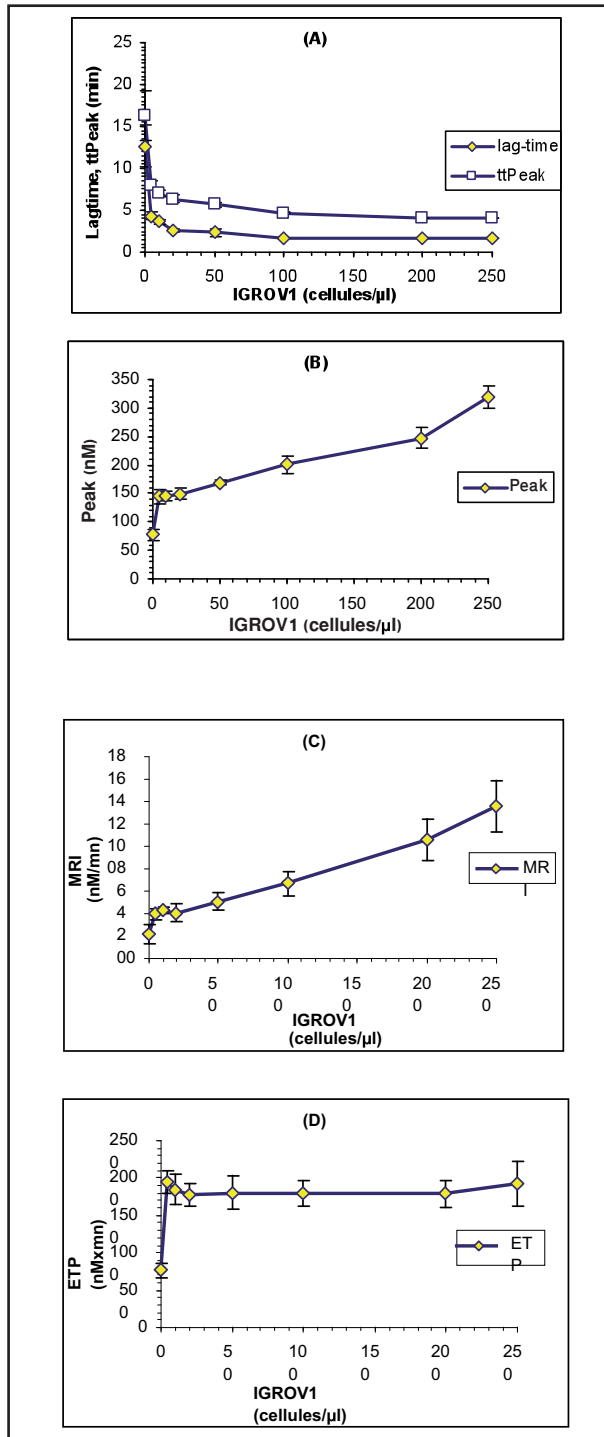 (A)
25
20
15
10
5
0
Lagtime, ttPeak (min)
lag-time
ttPeak
0 50 100 150 200 250
IGROV1 (cellules/µl)
(B)
350
300
250
200
150
100
50
0
Peak (nM)
Peak
0 50 100 150 200 250
IGROV1 (cellules/µl)
(C)
18
16
14
12
08
6
4
2
00
MRI
(nM/mn)
MR
I
0 5 10 15 20 25
0 0 0 0 0
IGROV1
(cellules/µl)
(D)
250
0
200
0
150
0
100
0
50
0
0
ETP
(nMxmn)
ET
P
0 5 10 15 20 25
0 0 0 0 0
IGROV1
(cellules/µl)